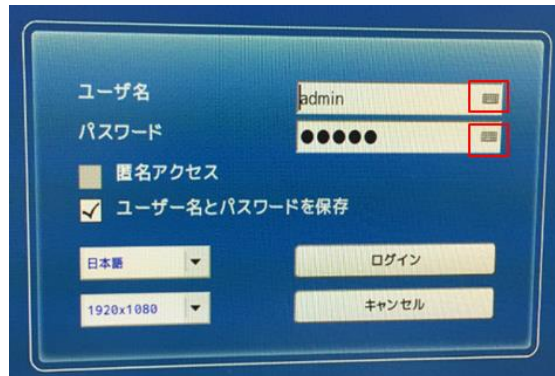 ユーザ名
admin
パスワード
●●●●●
匿名アクセス
ユーザー名とパスワードを保存
日本語
ログイン
1920x1080
キャンセル